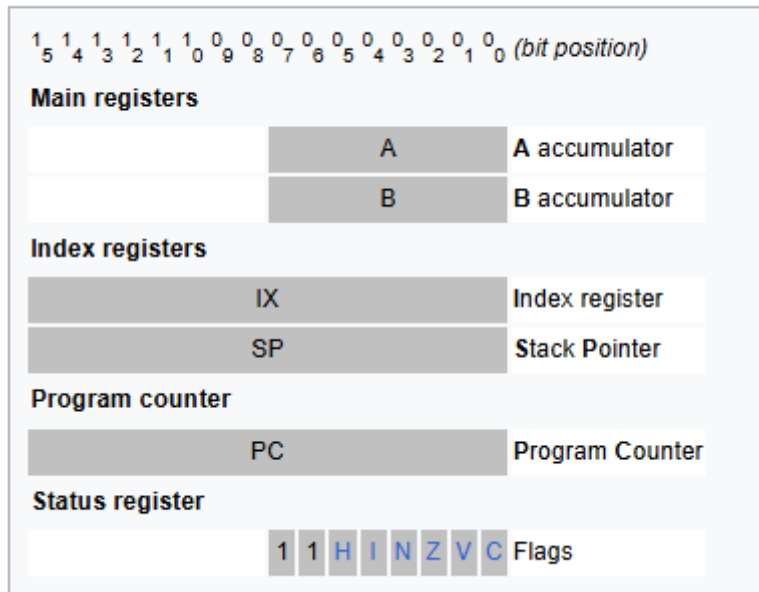 15 14 13 12 11 10 09 08 07 06 05 04 03 02 01 00 (bit position)
Main registers
A A accumulator
B B accumulator
Index registers
IX Index register
SP Stack Pointer
Program counter
PC Program Counter
Status register
1 1 H I N Z V C Flags